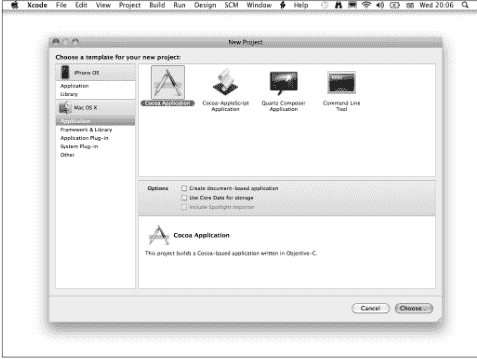 Xcode File Edit View Project Build Run Design SCM Window Help Wed 20:06
New Project
Choose a template for your new project:
iPhone OS
Application
Library
Mac OS X
Application
Framework & Library
Application Plug-in
System Plug-in
Other
Cocoa Application
Cocoa-AppleScript
Application
Quartz Composer
Application
Command Line
Tool
Options
Create document-based application
Use Core Data for storage
Include Spotlight Importer
Cocoa Application
This project builds a Cocoa-based application written in Objective-C.
Cancel
Choose...